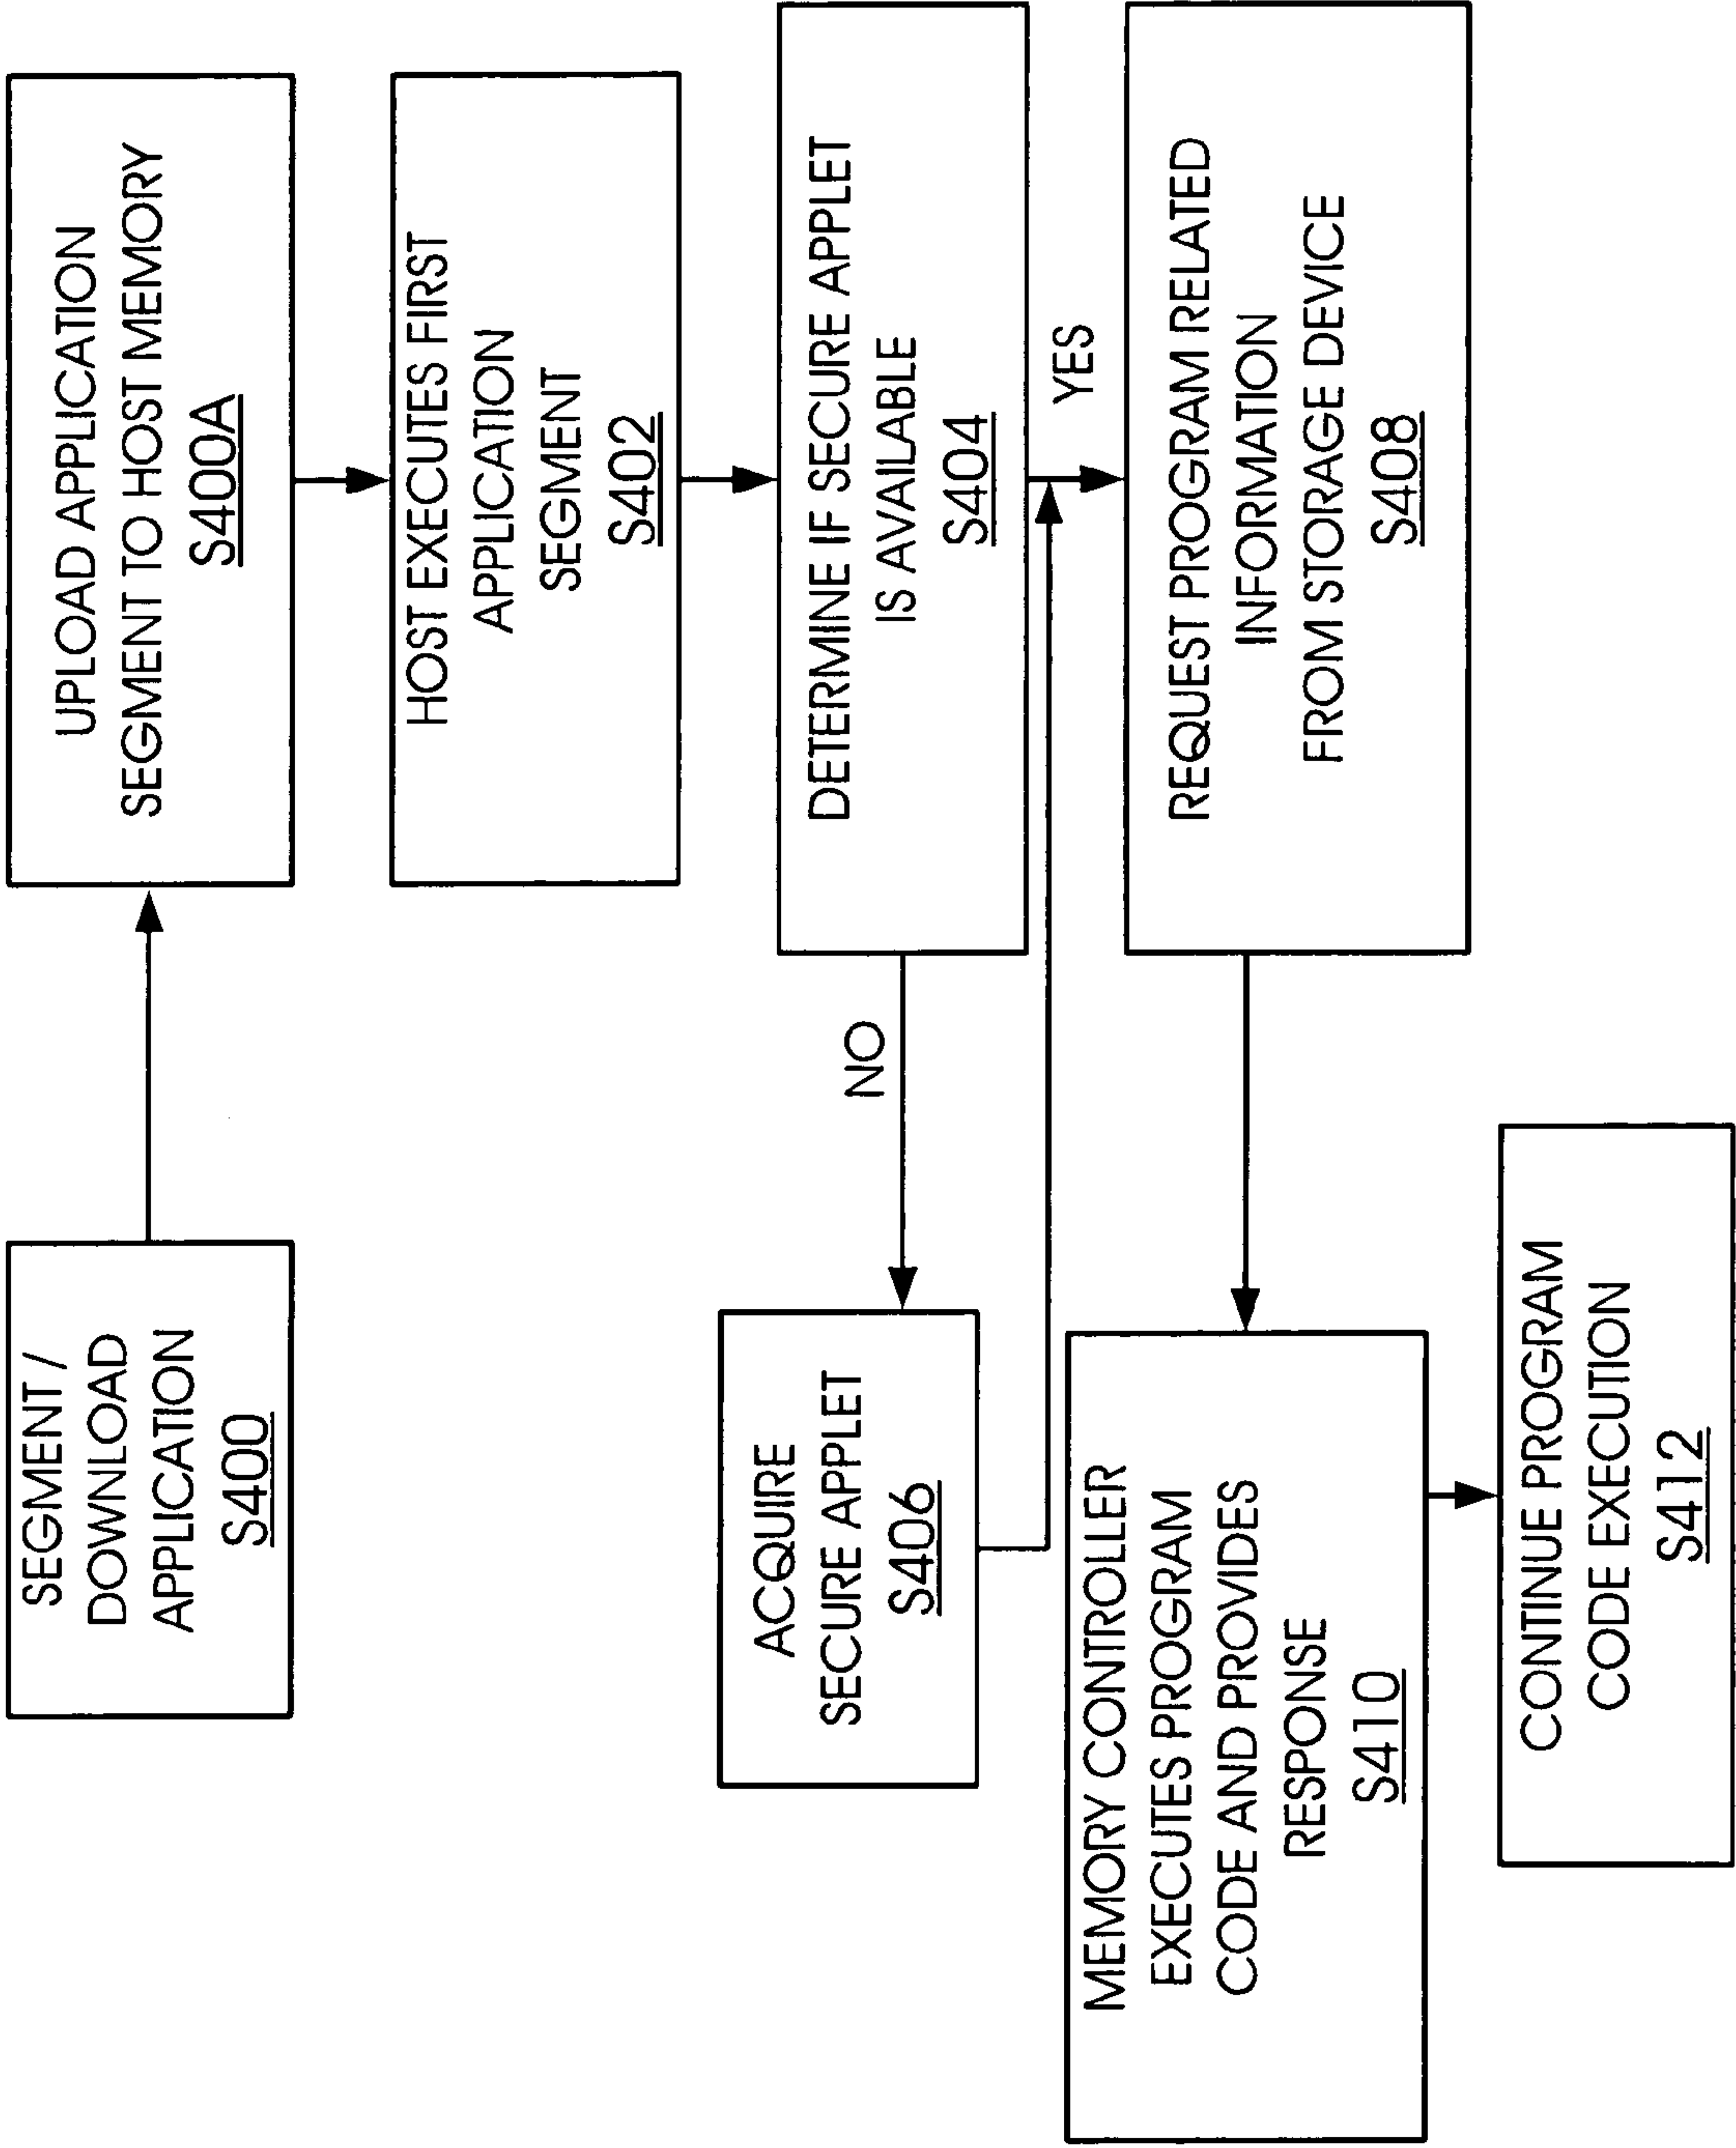 SEGMENT /
DOWNLOAD
APPLICATION
S400
UPLOAD APPLICATION
SEGMENT TO HOST MEMORY
S400A
HOST EXECUTES FIRST
APPLICATION
SEGMENT
S402
DETERMINE IF SECURE APPLET
IS AVAILABLE
S404
NO
YES
ACQUIRE
SECURE APPLET
S406
REQUEST PROGRAM RELATED
INFORMATION
FROM STORAGE DEVICE
S408
MEMORY CONTROLLER
EXECUTES PROGRAM
CODE AND PROVIDES
RESPONSE
S410
CONTINUE PROGRAM
CODE EXECUTION
S412